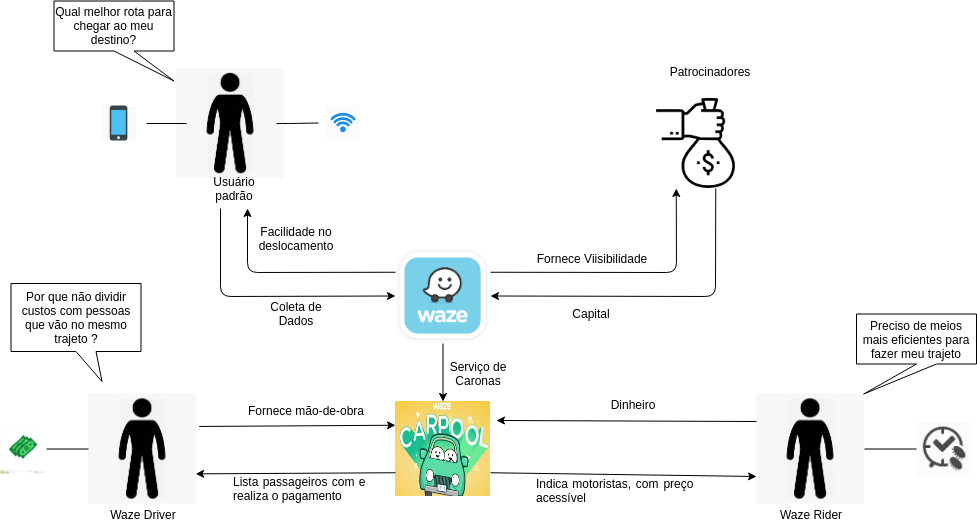 Qual melhor rota para
chegar ao meu
destino?
Patrocinadores
$
Usuário
padrão
Facilidade no
deslocamento
Fornece Viisibilidade
waze
Coleta de
Dados
Capital
Por que não dividir
custos com pessoas
que vão no mesmo
trajeto ?
Preciso de meios
mais eficientes para
fazer meu trajeto
Serviço de
Caronas
Fornece mão-de-obra
waze
CARPOOL
Dinheiro
Lista passageiros com e
realiza o pagamento
Indica motoristas, com preço
acessível
Waze Driver
Waze Rider